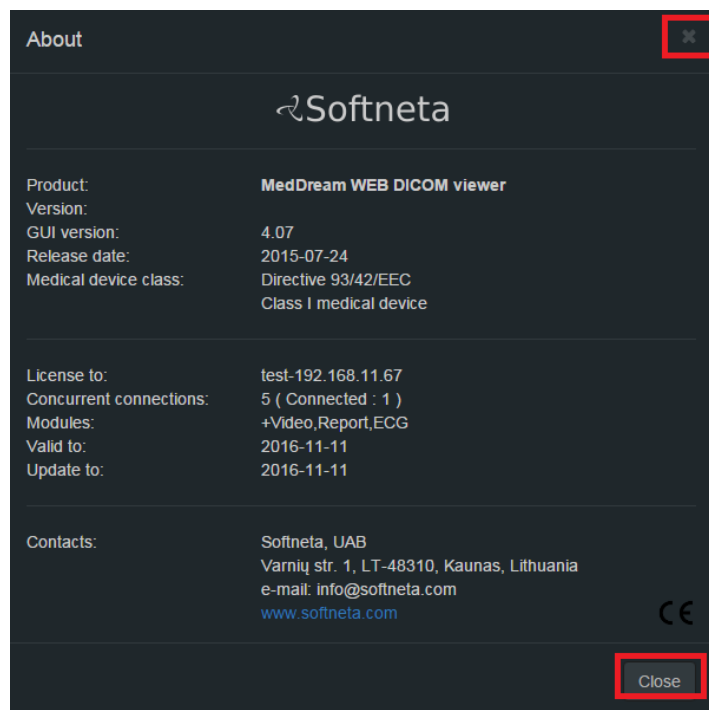 About
Softneta
Product: MedDream WEB DICOM viewer
Version:
GUI version: 4.07
Release date: 2015-07-24
Medical device class: Directive 93/42/EEC
Class I medical device
License to: test-192.168.11.67
Concurrent connections: 5 ( Connected : 1 )
Modules: +Video,Report,ECG
Valid to: 2016-11-11
Update to: 2016-11-11
Contacts: Softneta, UAB
Varnių str. 1, LT-48310, Kaunas, Lithuania
e-mail: info@softneta.com
www.softneta.com
CE
Close